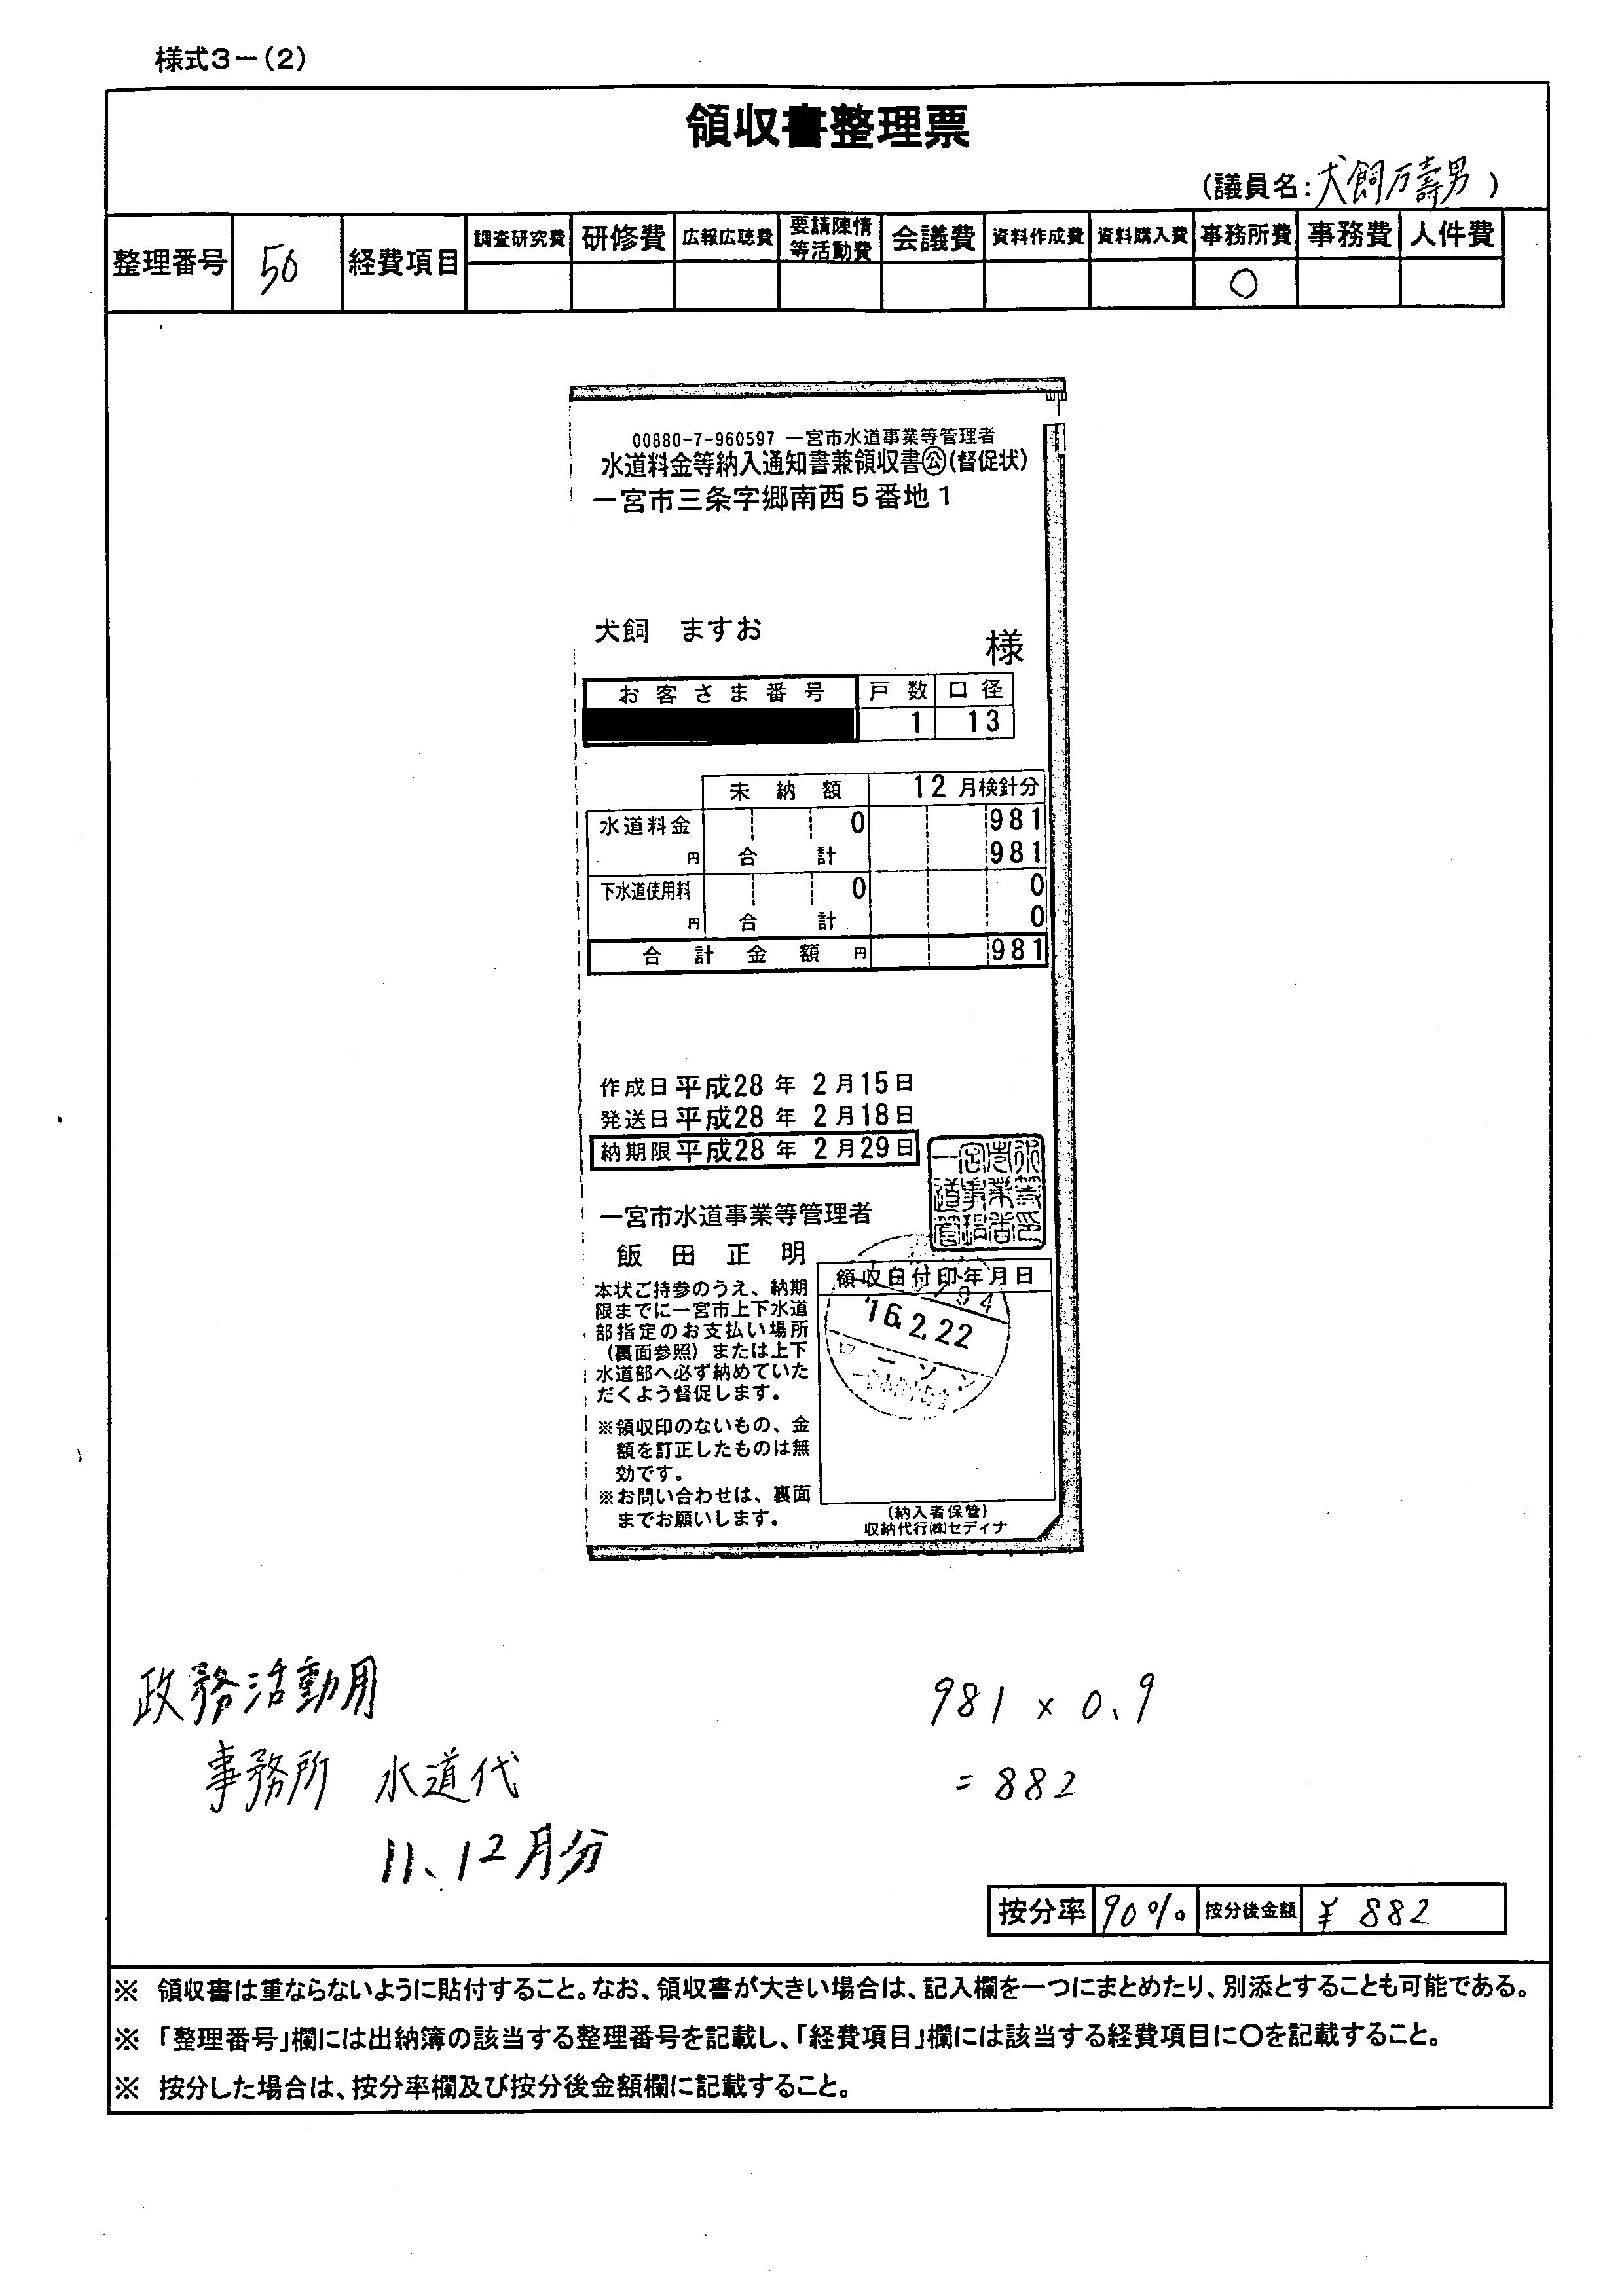 様式3－(2)
領収書整理票
(議員名:犬飼万壽男)
整理番号 50 経費項目 調査研究費 研修費 広報広聴費 要請陳情等活動費 会議費 資料作成費 資料購入費 事務所費 事務費 人件費
○
00880-7-960597 一宮市水道事業等管理者
水道料金等納入通知書兼領収書㊇(督促状)
一宮市三条字郷南西5番地1
犬飼 ますお 様
お客さま番号 戸数 口径
1 13
未納額 12月検針分
水道料金 0 981
円 合計 981
下水道使用料 0 0
円 合計 0
合計金額 円 981
作成日 平成28年 2月15日
発送日 平成28年 2月18日
納期限 平成28年 2月29日
一宮市水道事業等管理者
飯田正明
領収日付印・年月日
'16.2.22
ローソン
本状ご持参のうえ、納期
限までに一宮市上下水道
部指定のお支払い場所
（裏面参照）または上下
水道部へ必ず納めていた
だくよう督促します。
※領収印のないもの、金
額を訂正したものは無
効です。
※お問い合わせは、裏面
までお願いします。
(納入者保管)
収納代行㈱セディナ
政務活動用
事務所 水道代
11、12月分
981 × 0.9
= 882
按分率 90% 按分後金額 ¥ 882
※ 領収書は重ならないように貼付すること。なお、領収書が大きい場合は、記入欄を一つにまとめたり、別添とすることも可能である。
※ 「整理番号」欄には出納簿の該当する整理番号を記載し、「経費項目」欄には該当する経費項目に○を記載すること。
※ 按分した場合は、按分率欄及び按分後金額欄に記載すること。